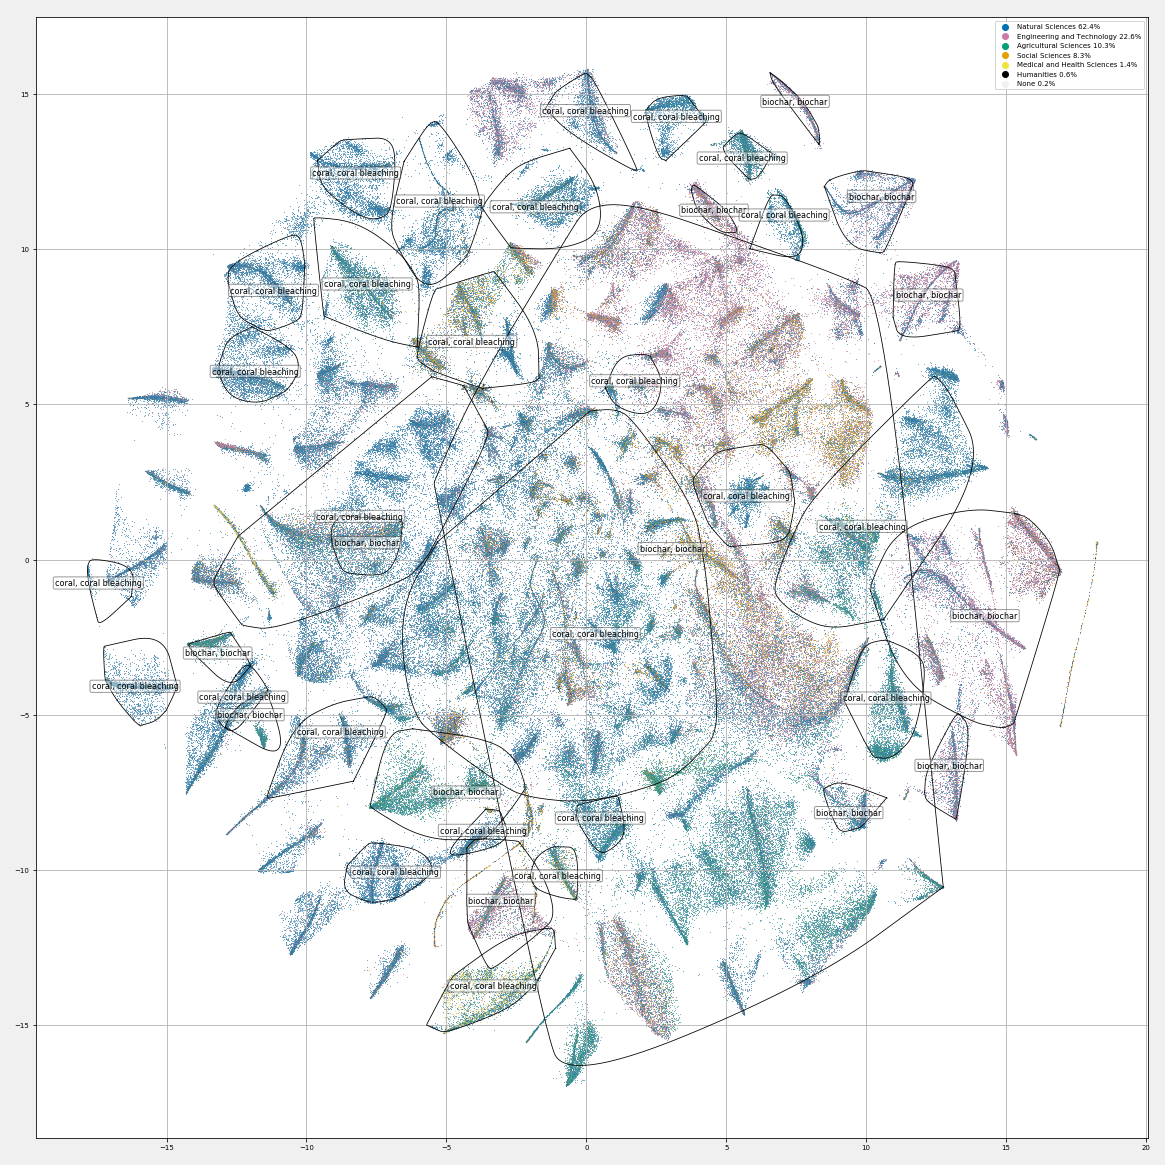 Natural Sciences 62.4%
Engineering and Technology 22.6%
Agricultural Sciences 10.3%
Social Sciences 8.3%
Medical and Health Sciences 1.4%
Humanities 0.6%
None 0.2%
15
10
5
0
−5
−10
−15
biochar, biochar
coral, coral bleaching
coral, coral bleaching
coral, coral bleaching
coral, coral bleaching
coral, coral bleaching
biochar, biochar
coral, coral bleaching
biochar, biochar
coral, coral bleaching
coral, coral bleaching
coral, coral bleaching
biochar, biochar
coral, coral bleaching
coral, coral bleaching
coral, coral bleaching
coral, coral bleaching
coral, coral bleaching
coral, coral bleaching
biochar, biochar
coral, coral bleaching
biochar, biochar
coral, coral bleaching
biochar, biochar
coral, coral bleaching
biochar, biochar
coral, coral bleaching
coral, coral bleaching
coral, coral bleaching
biochar, biochar
coral, coral bleaching
biochar, biochar
biochar, biochar
biochar, biochar
coral, coral bleaching
coral, coral bleaching
coral, coral bleaching
coral, coral bleaching
biochar, biochar
coral, coral bleaching
−15
−10
−5
0
5
10
15
20